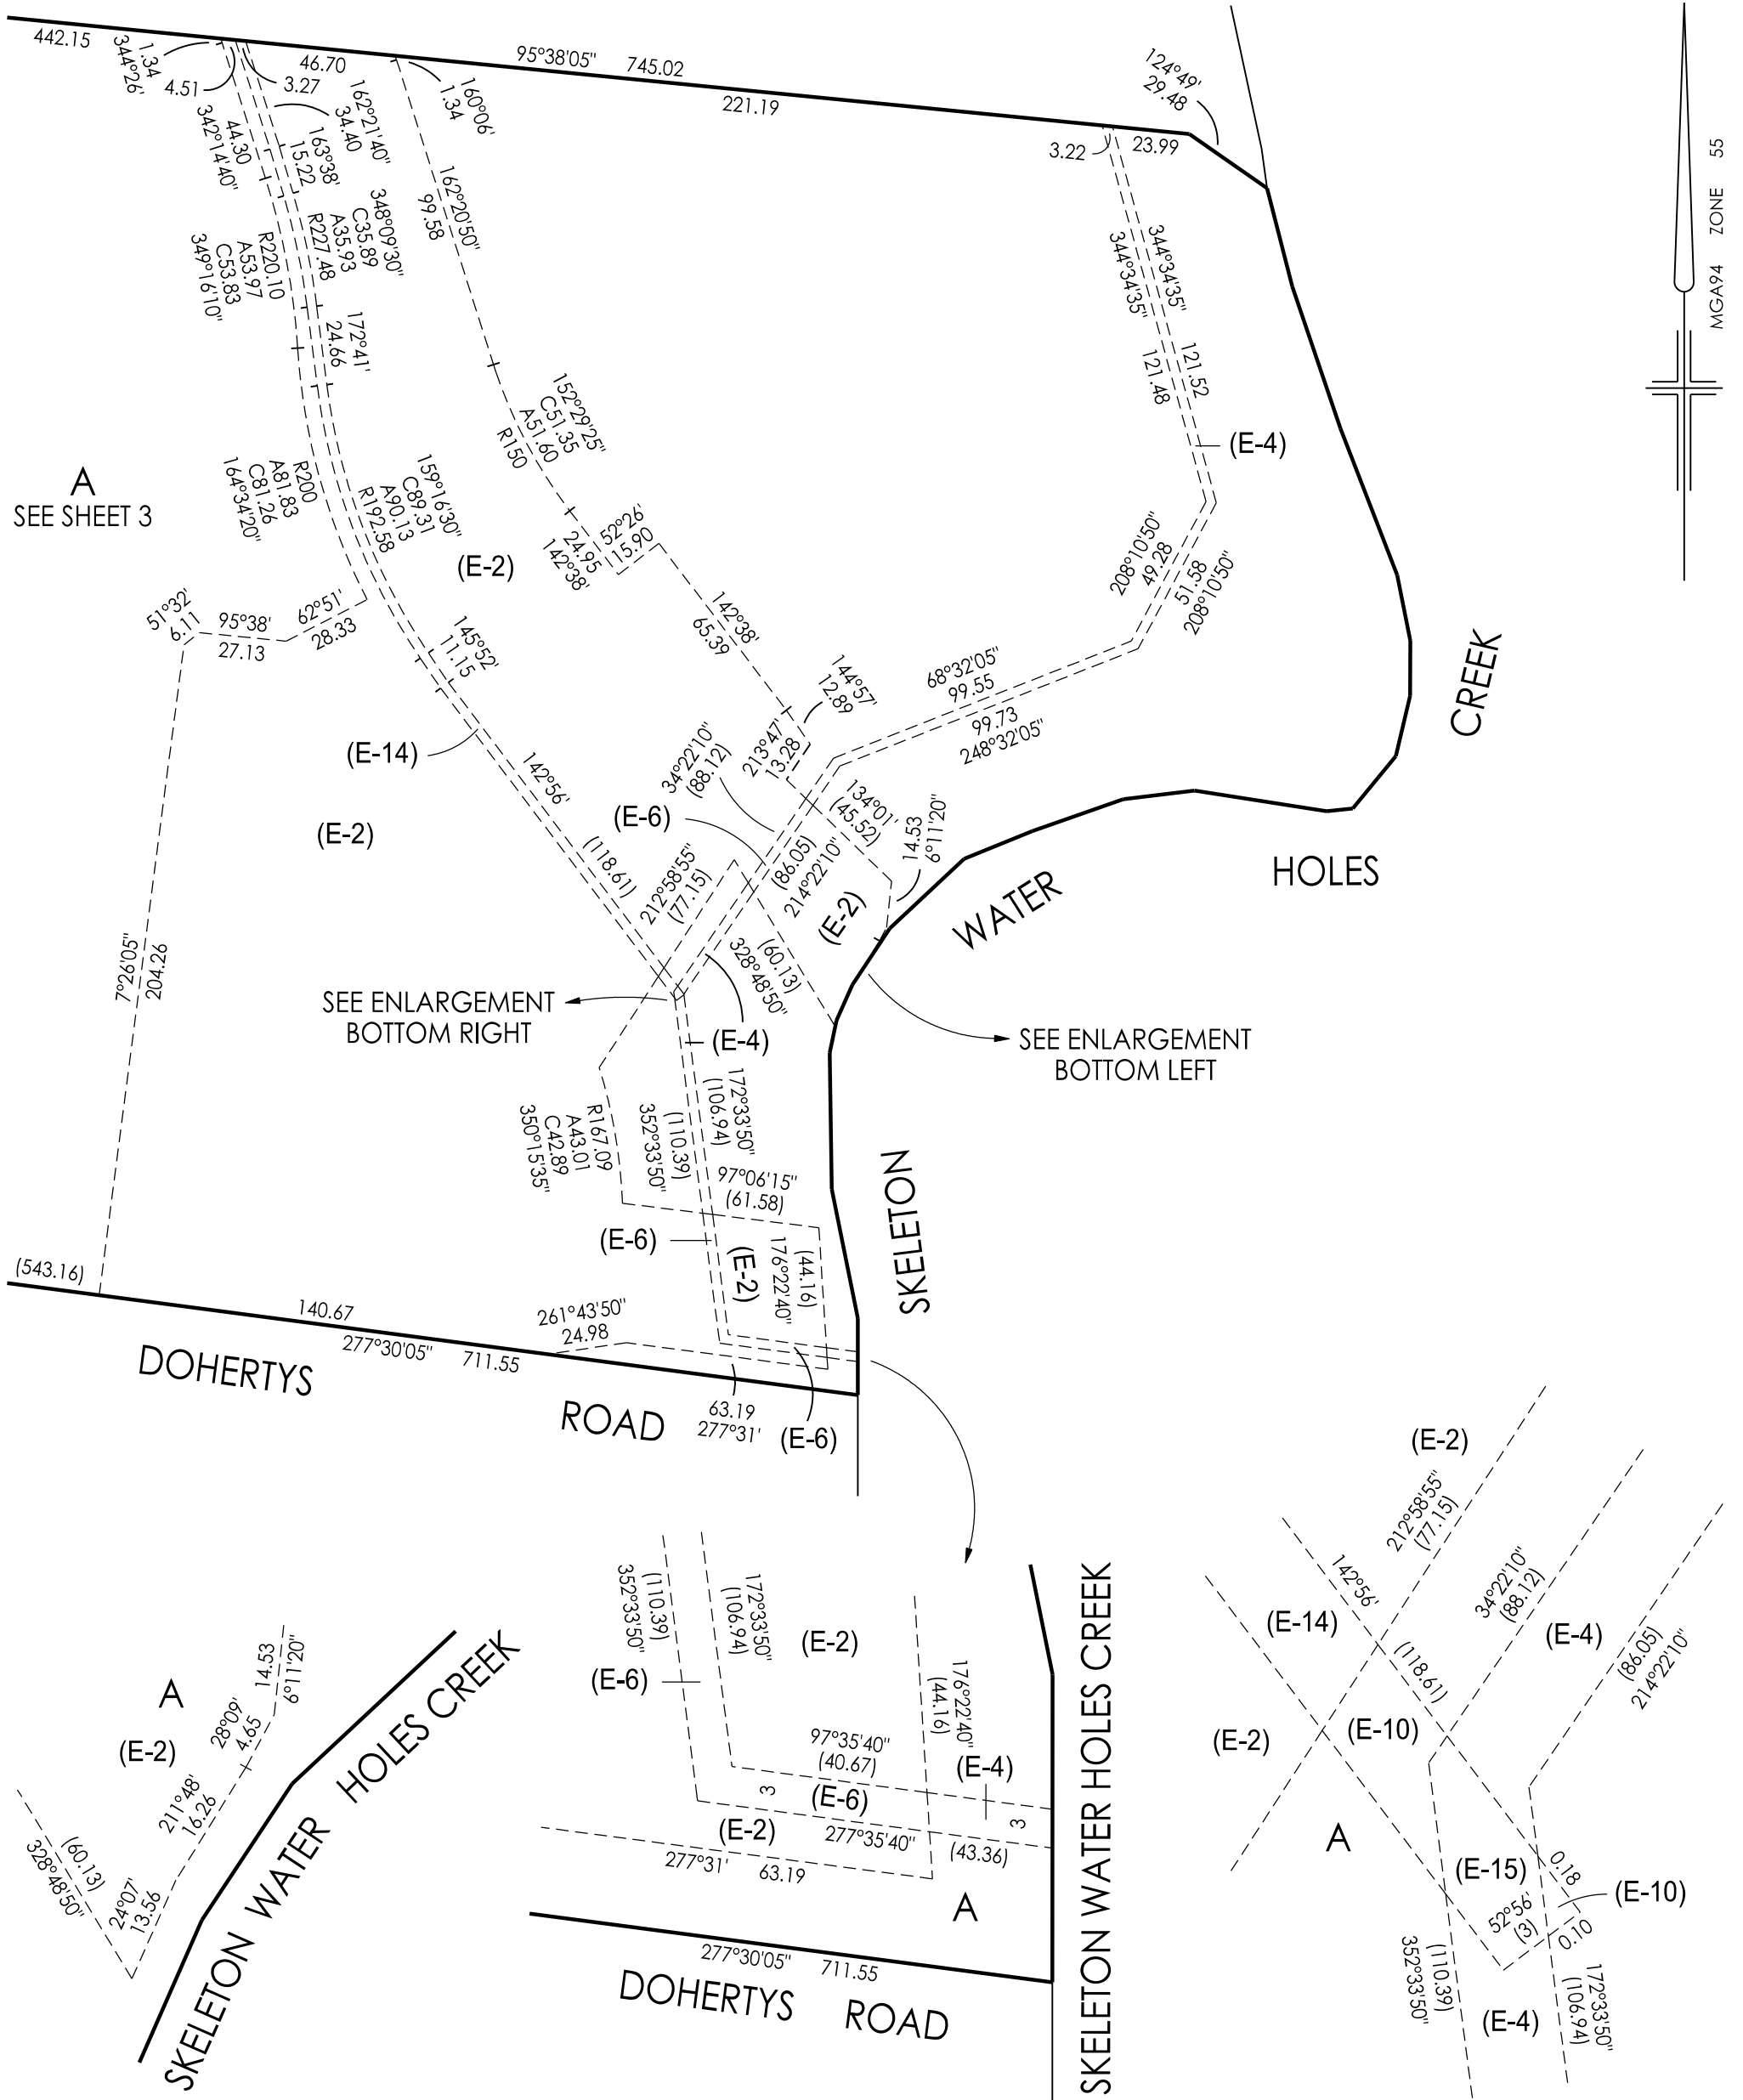 442.15
1.34
344°26'
4.51
3.27
46.70
95°38'05" 745.02
221.19
162°21'40"
34.40
160°06'
1.34
124°49'
29.48
3.22
23.99
MGA94 ZONE 55
44.30
342°14'40"
163°38'
15.22
162°20'50"
99.58
348°09'30"
C35.89
A35.93
R227.48
R220.10
A53.97
C53.83
349°16'10"
172°41'
24.66
344°34'35"
121.52
344°34'35"
121.48
(E-4)
152°29'25"
C51.35
A51.60
R150
A
SEE SHEET 3
R200
A81.83
C81.26
164°34'20"
159°16'30"
C89.31
A90.13
R192.58
(E-2)
24.95
142°38'
52°26'
15.90
208°10'50"
49.28
51.58
208°10'50"
51°32'
6.11
95°38'
27.13
62°51'
28.33
145°52'
11.15
142°38'
65.39
144°57'
12.89
68°32'05"
99.55
99.73
248°32'05"
CREEK
(E-14)
142°56'
34°22'10"
(88.12)
213°47'
13.28
(E-6)
134°01'
(45.52)
14.53
6°11'20"
(E-2)
(118.61)
(86.05)
214°22'10"
212°58'55"
(77.15)
(E-2)
HOLES
WATER
7°26'05"
204.26
(60.13)
328°48'50"
SEE ENLARGEMENT
BOTTOM RIGHT
(E-4)
SEE ENLARGEMENT
BOTTOM LEFT
R167.09
A43.01
C42.89
350°15'35"
172°33'50"
(106.94)
(110.39)
352°33'50"
97°06'15"
(61.58)
SKELETON
(E-6)
(E-2)
(44.16)
176°22'40"
(543.16)
140.67
277°30'05" 711.55
261°43'50"
24.98
DOHERTYS
ROAD
63.19
277°31'
(E-6)
A
(E-2)
14.53
6°11'20"
28°09'
4.65
211°48'
16.26
(60.13)
328°48'50"
24°07'
13.56
SKELETON WATER HOLES CREEK
(110.39)
352°33'50"
172°33'50"
(106.94)
(E-2)
(E-6)
176°22'40"
(44.16)
97°35'40"
(40.67)
(E-4)
3
(E-6)
3
(E-2)
277°35'40"
(43.36)
277°31' 63.19
A
277°30'05" 711.55
DOHERTYS ROAD
SKELETON WATER HOLES CREEK
(E-2)
212°58'55"
(77.15)
142°56'
34°22'10"
(88.12)
(E-14)
(E-4)
(118.61)
(86.05)
214°22'10"
(E-2)
(E-10)
A
(E-15)
0.18
(E-10)
52°56'
(3)
0.10
(110.39)
352°33'50"
172°33'50"
(106.94)
(E-4)